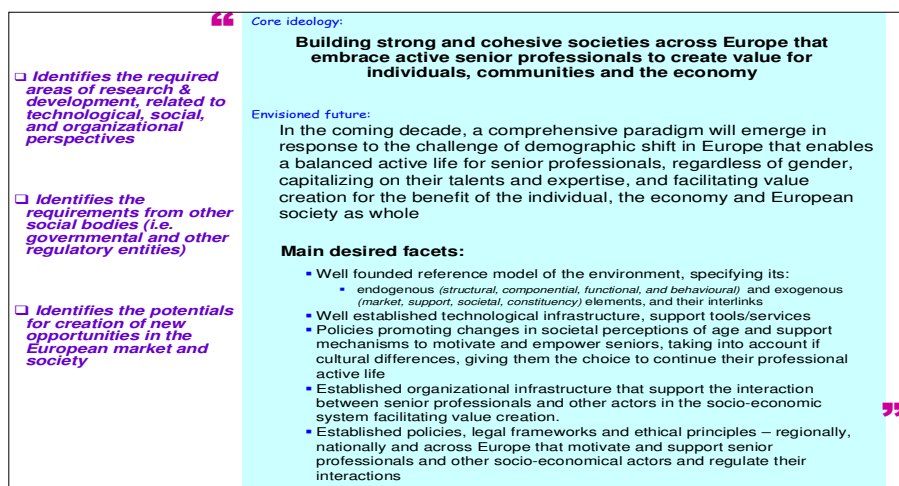 “
❑ Identifies the required
areas of research &
development, related to
technological, social,
and organizational
perspectives
❑ Identifies the
requirements from other
social bodies (i.e.
governmental and other
regulatory entities)
❑ Identifies the potentials
for creation of new
opportunities in the
European market and
society
Core ideology:
Building strong and cohesive societies across Europe that
embrace active senior professionals to create value for
individuals, communities and the economy
Envisioned future:
In the coming decade, a comprehensive paradigm will emerge in
response to the challenge of demographic shift in Europe that enables
a balanced active life for senior professionals, regardless of gender,
capitalizing on their talents and expertise, and facilitating value
creation for the benefit of the individual, the economy and European
society as whole
Main desired facets:
▪ Well founded reference model of the environment, specifying its:
▪ endogenous (structural, componential, functional, and behavioural) and exogenous
(market, support, societal, constituency) elements, and their interlinks
▪ Well established technological infrastructure, support tools/services
▪ Policies promoting changes in societal perceptions of age and support
mechanisms to motivate and empower seniors, taking into account if
cultural differences, giving them the choice to continue their professional
active life
▪ Established organizational infrastructure that support the interaction
between senior professionals and other actors in the socio-economic
system facilitating value creation.
▪ Established policies, legal frameworks and ethical principles – regionally,
nationally and across Europe that motivate and support senior
professionals and other socio-economical actors and regulate their
interactions
”